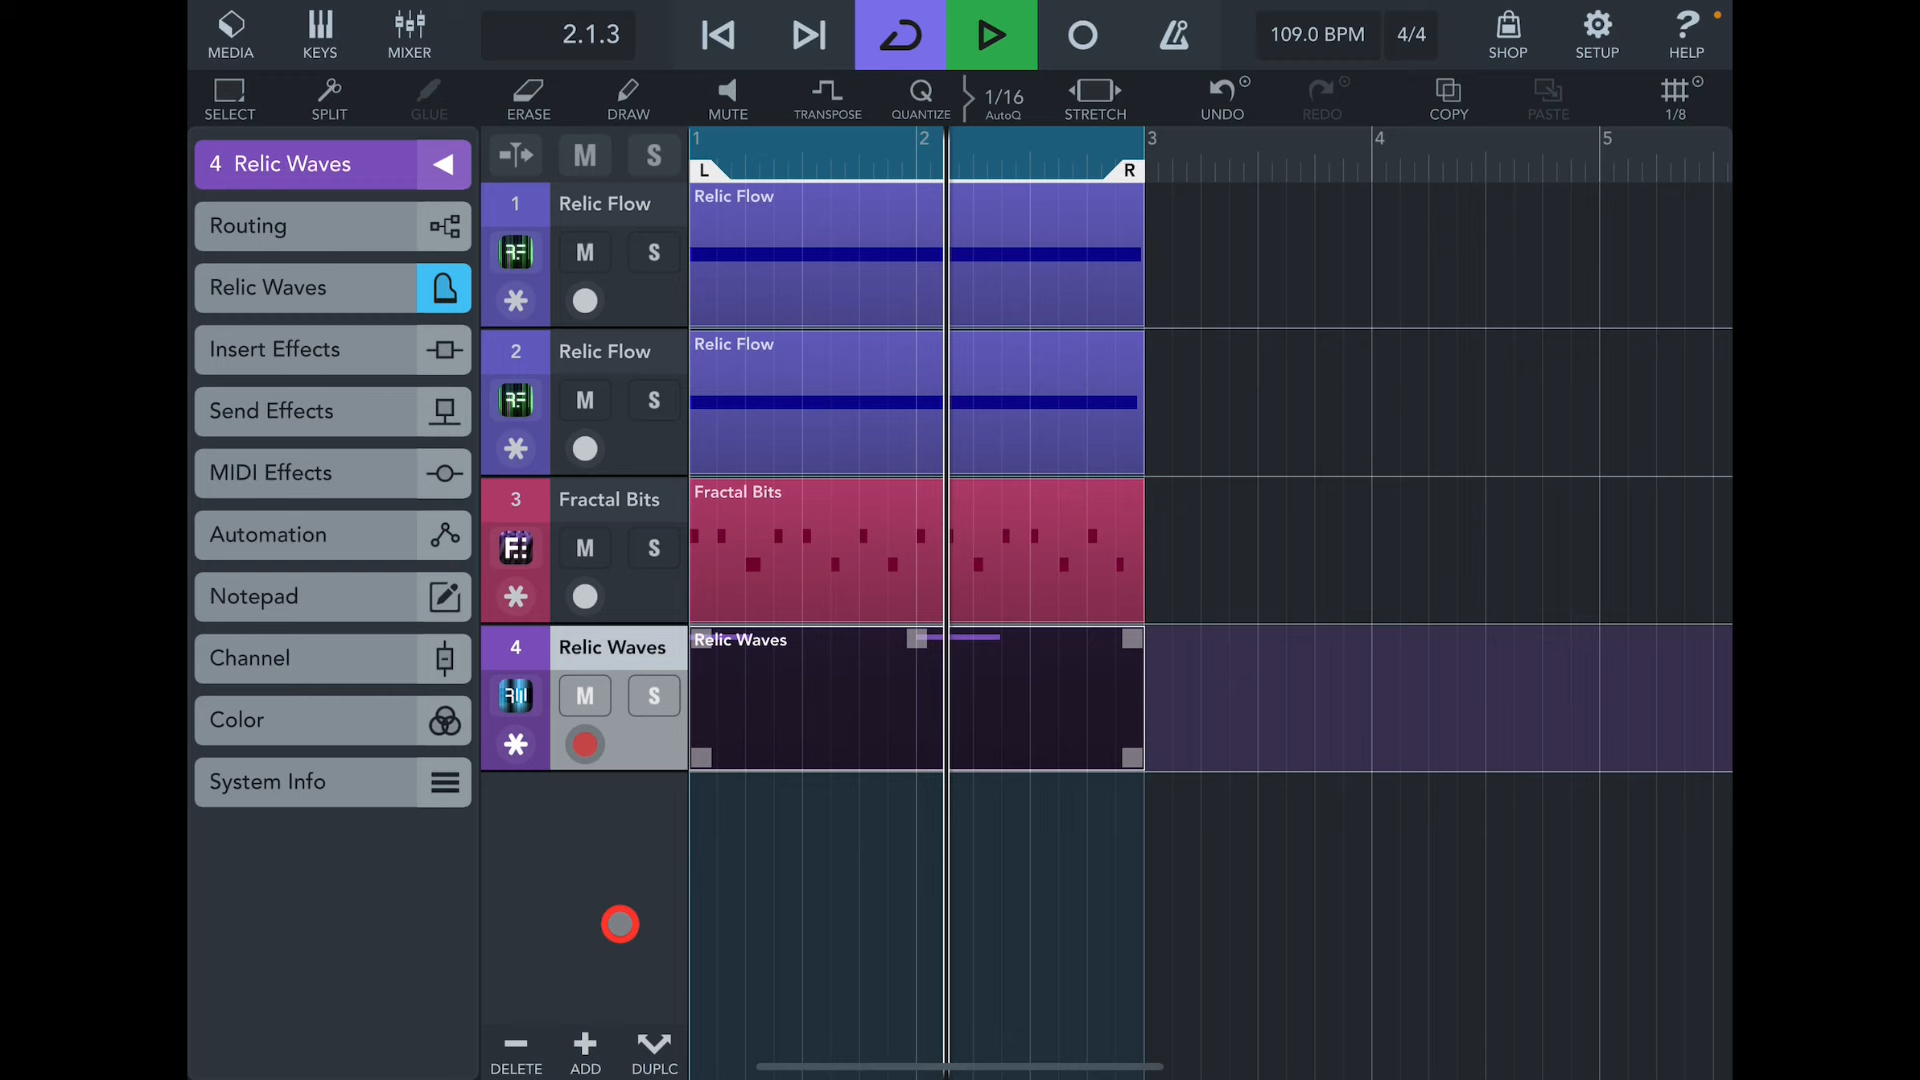 MEDIA KEYS MIXER 2.1.3 109.0 BPM 4/4 SHOP SETUP ? HELP
SELECT SPLIT GLUE ERASE DRAW MUTE TRANSPOSE QUANTIZE 1/16 AutoQ STRETCH UNDO REDO COPY PASTE 1/8
4 Relic Waves
Routing
Relic Waves
Insert Effects
Send Effects
MIDI Effects
Automation
Notepad
Channel
Color
System Info
M S
1 2 3 4 5
L R
1 Relic Flow
RF M S
Relic Flow
2 Relic Flow
RF M S
Relic Flow
3 Fractal Bits
F: M S
Fractal Bits
4 Relic Waves
RW M S
Relic Waves
DELETE ADD DUPLC